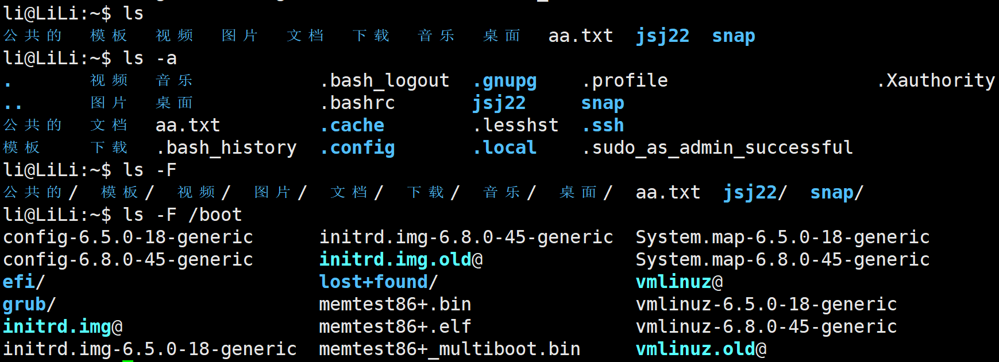 li@LiLi:~$ ls
公共的 模板 视频 图片 文档 下载 音乐 桌面 aa.txt jsj22 snap
li@LiLi:~$ ls -a
. 视频 音乐 .bash_logout .gnupg .profile .Xauthority
.. 图片 桌面 .bashrc jsj22 snap
公共的 文档 aa.txt .cache .lesshst .ssh
模板 下载 .bash_history .config .local .sudo_as_admin_successful
li@LiLi:~$ ls -F
公共的/ 模板/ 视频/ 图片/ 文档/ 下载/ 音乐/ 桌面/ aa.txt jsj22/ snap/
li@LiLi:~$ ls -F /boot
config-6.5.0-18-generic initrd.img-6.8.0-45-generic System.map-6.5.0-18-generic
config-6.8.0-45-generic initrd.img.old@ System.map-6.8.0-45-generic
efi/ lost+found/ vmlinuz@
grub/ memtest86+.bin vmlinuz-6.5.0-18-generic
initrd.img@ memtest86+.elf vmlinuz-6.8.0-45-generic
initrd.img-6.5.0-18-generic memtest86+_multiboot.bin vmlinuz.old@